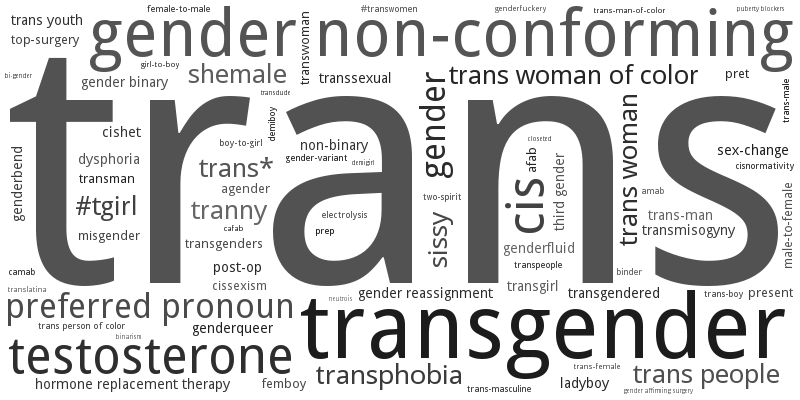 female-to-male
#transwomen
genderfuckery
trans-man-of-color
puberty blockers
trans youth
top-surgery
gender non-conforming
transwoman
girl-to-boy
bi-gender
gender binary
shemale
transsexual
trans woman of color
pret
transdude
trans
trans-male
demiboy
gender
cishet
boy-to-girl
non-binary
closeted
sex-change
gender-variant
demigirl
afab
cisnormativity
dysphoria
transman
trans*
agender
third gender
trans woman
genderbend
#tgirl
tranny
two-spirit
cis
amab
electrolysis
trans-man
cafab
prep
sissy
transmisogyny
male-to-female
misgender
transgenders
genderfluid
camab
post-op
transpeople
binder
cissexism
transgirl
translatina
gender reassignment
transgendered
trans-boy
present
neutrois
preferred pronoun
trans person of color
genderqueer
transgender
binarism
testosterone
transphobia
trans-female
trans people
hormone replacement therapy
femboy
ladyboy
trans-masculine
gender affirming surgery